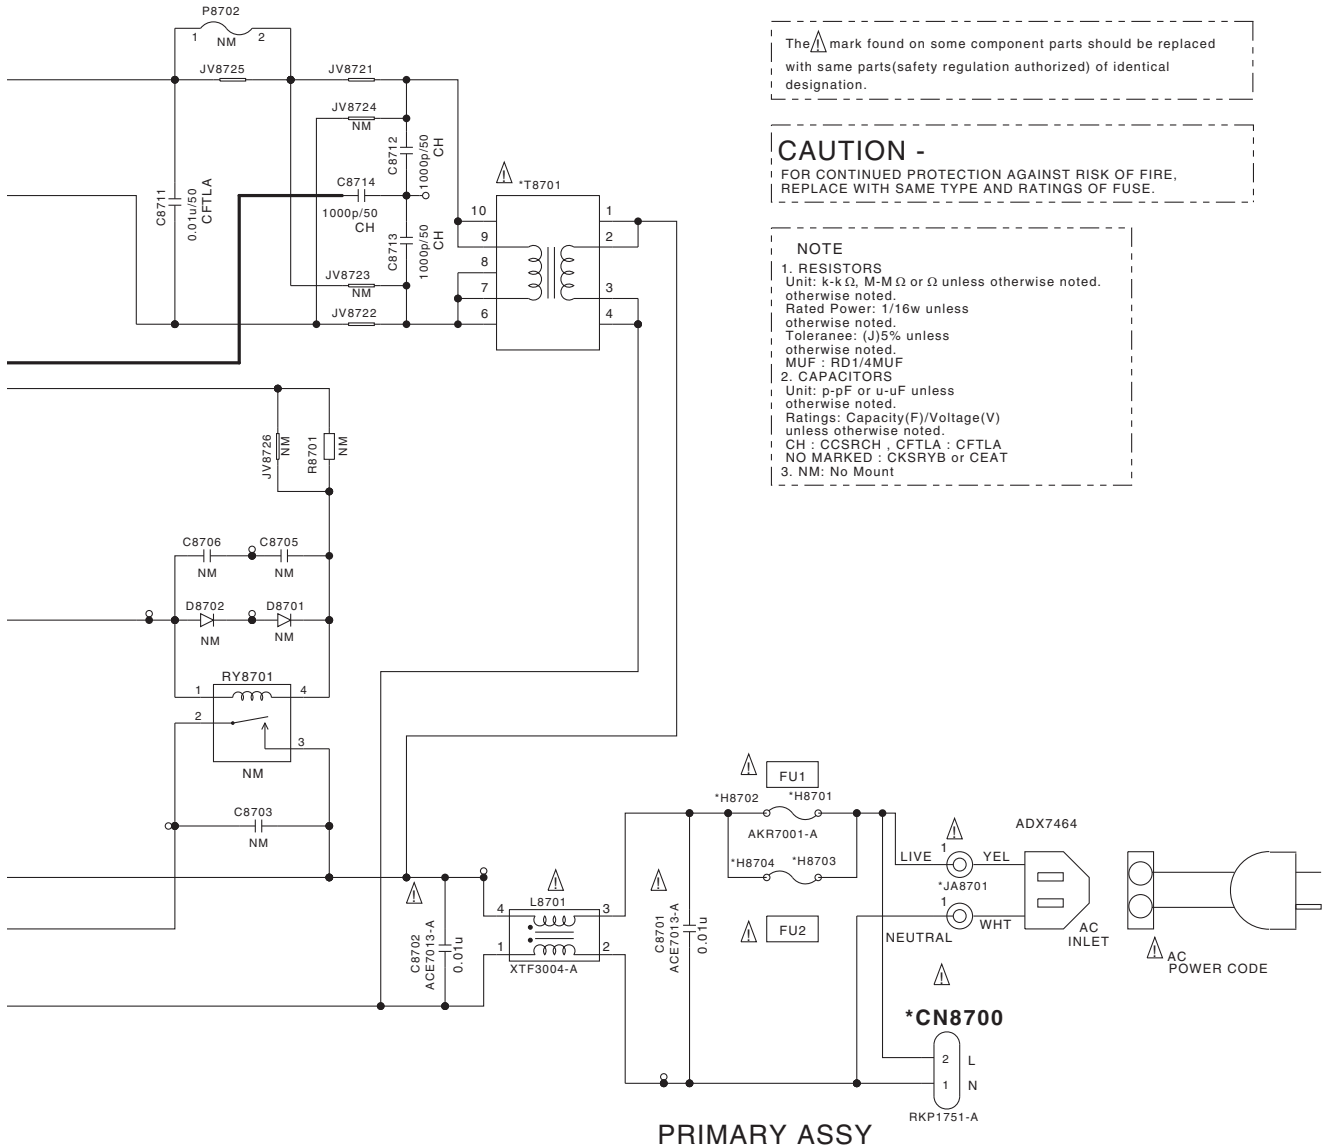 P8702
1 NM 2
JV8725
JV8721
JV8724
NM
C8711
0.01u/50
CFTLA
C8712
1000p/50
CH
C8714
1000p/50
CH
C8713
1000p/50
CH
JV8723
NM
JV8722
*T8701
10
9
8
7
6
1
2
3
4
The mark found on some component parts should be replaced
with same parts(safety regulation authorized) of identical
designation.
CAUTION -
FOR CONTINUED PROTECTION AGAINST RISK OF FIRE,
REPLACE WITH SAME TYPE AND RATINGS OF FUSE.
NOTE
1. RESISTORS
Unit: k-k Ω, M-M Ω or Ω unless otherwise noted.
otherwise noted.
Rated Power: 1/16w unless
otherwise noted.
Toleranee: (J)5% unless
otherwise noted.
MUF : RD1/4MUF
2. CAPACITORS
Unit: p-pF or u-uF unless
otherwise noted.
Ratings: Capacity(F)/Voltage(V)
unless otherwise noted.
CH : CCSRCH , CFTLA : CFTLA
NO MARKED : CKSRYB or CEAT
3. NM: No Mount
JV8726
NM
R8701
NM
C8706
NM
C8705
NM
D8702
NM
D8701
NM
RY8701
1
4
2
3
NM
C8703
NM
C8702
ACE7013-A
0.01u
L8701
4
3
1
2
XTF3004-A
C8701
ACE7013-A
0.01u
FU1
*H8702
*H8701
AKR7001-A
*H8704
*H8703
FU2
LIVE
1
YEL
*JA8701
1
NEUTRAL
WHT
ADX7464
AC
INLET
AC
POWER CODE
*CN8700
2 L
1 N
RKP1751-A
PRIMARY ASSY